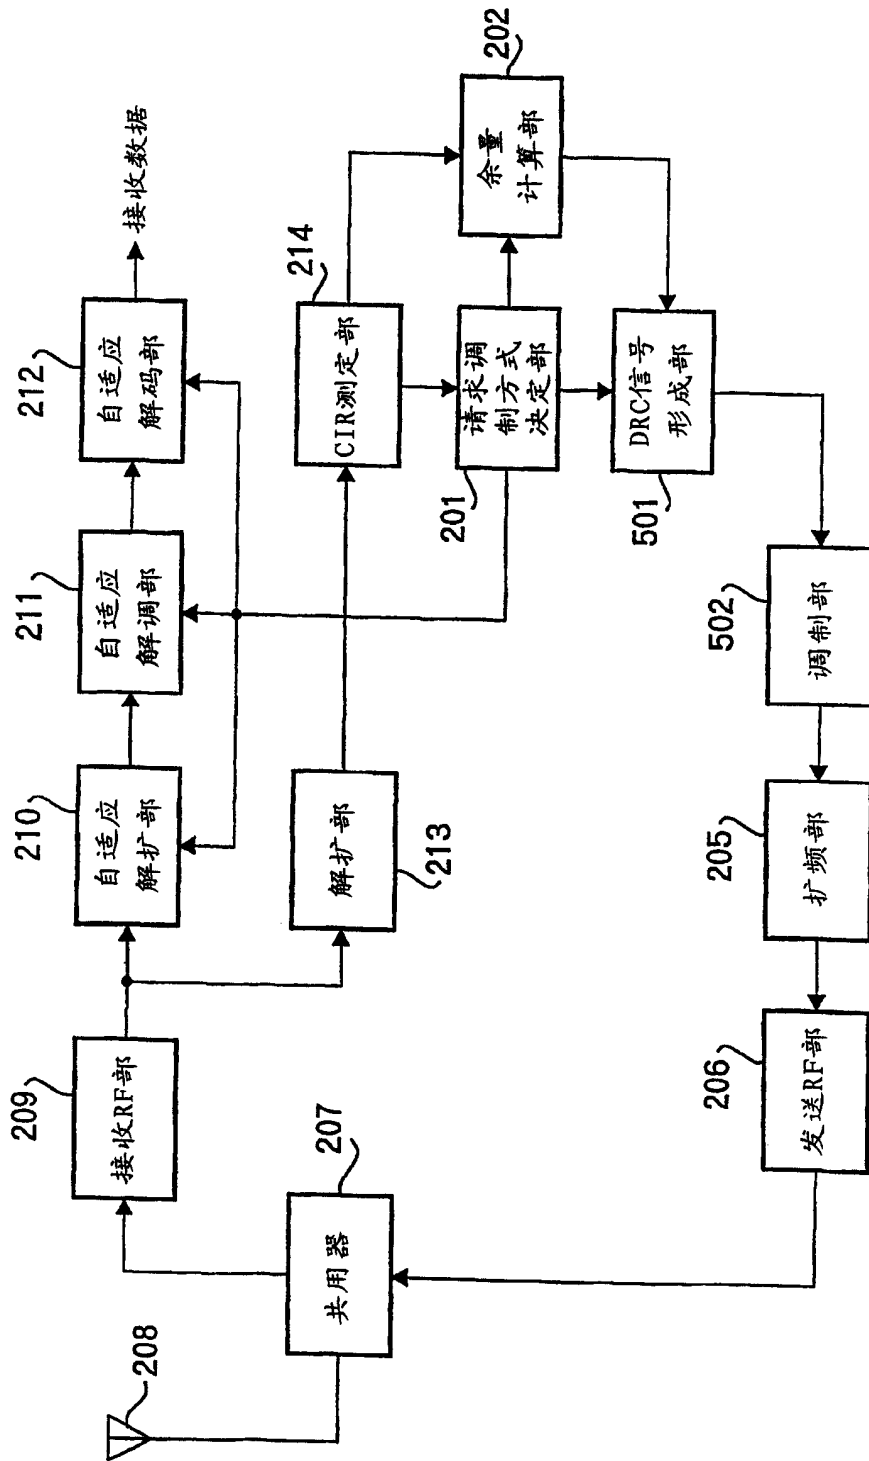 208
共用器
207
接收RF部
209
自适应
解扩部
210
自适应
解调部
211
自适应
解码部
212
接收数据
解扩部
213
CIR测定部
214
请求调
制方式
决定部
201
余量
计算部
202
DRC信号
形成部
501
调制部
502
扩频部
205
发送RF部
206